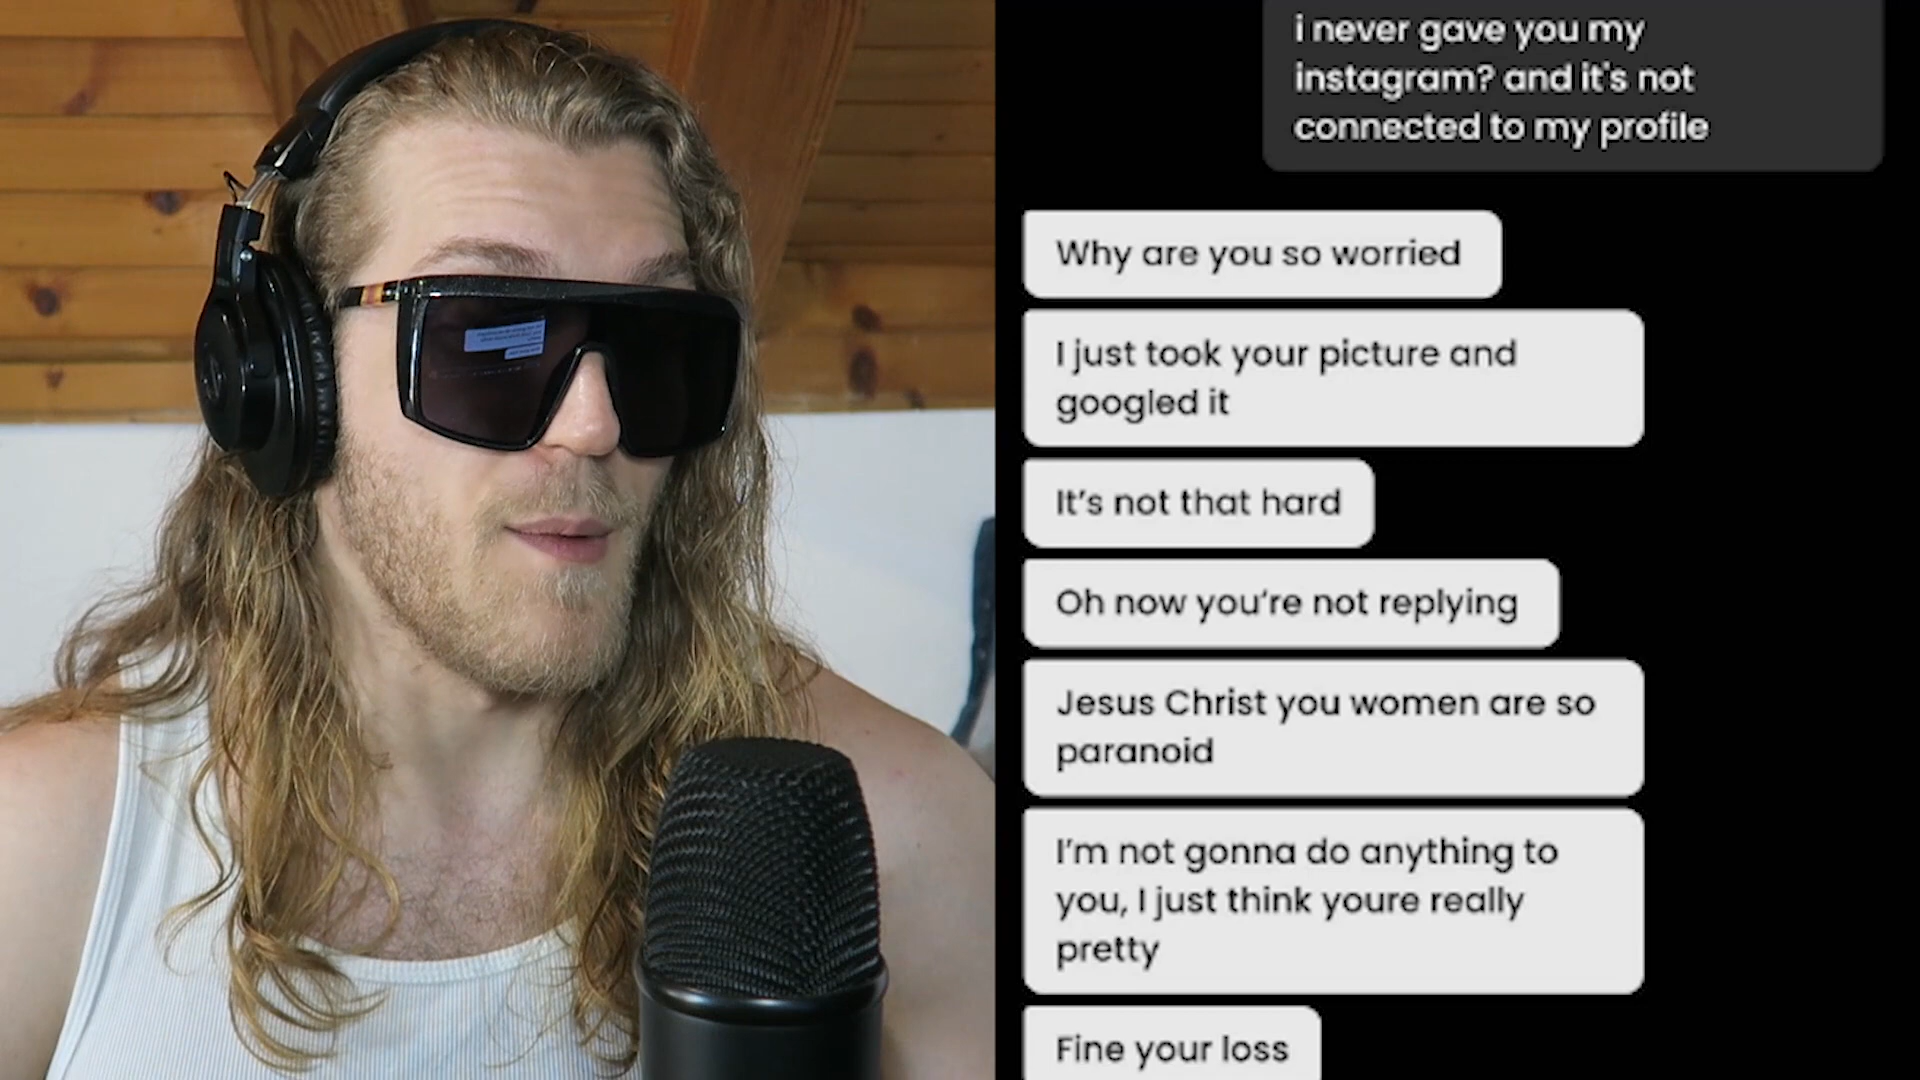 i never gave you my
instagram? and it's not
connected to my profile
Why are you so worried
I just took your picture and
googled it
It’s not that hard
Oh now you’re not replying
Jesus Christ you women are so
paranoid
I’m not gonna do anything to
you, I just think youre really
pretty
Fine your loss